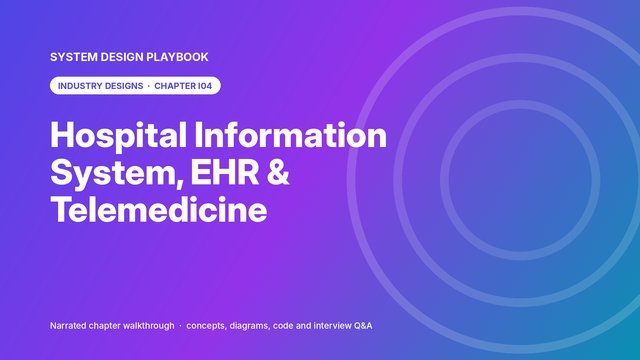 SYSTEM DESIGN PLAYBOOK
INDUSTRY DESIGNS · CHAPTER I04
Hospital Information
System, EHR &
Telemedicine
Narrated chapter walkthrough · concepts, diagrams, code and interview Q&A